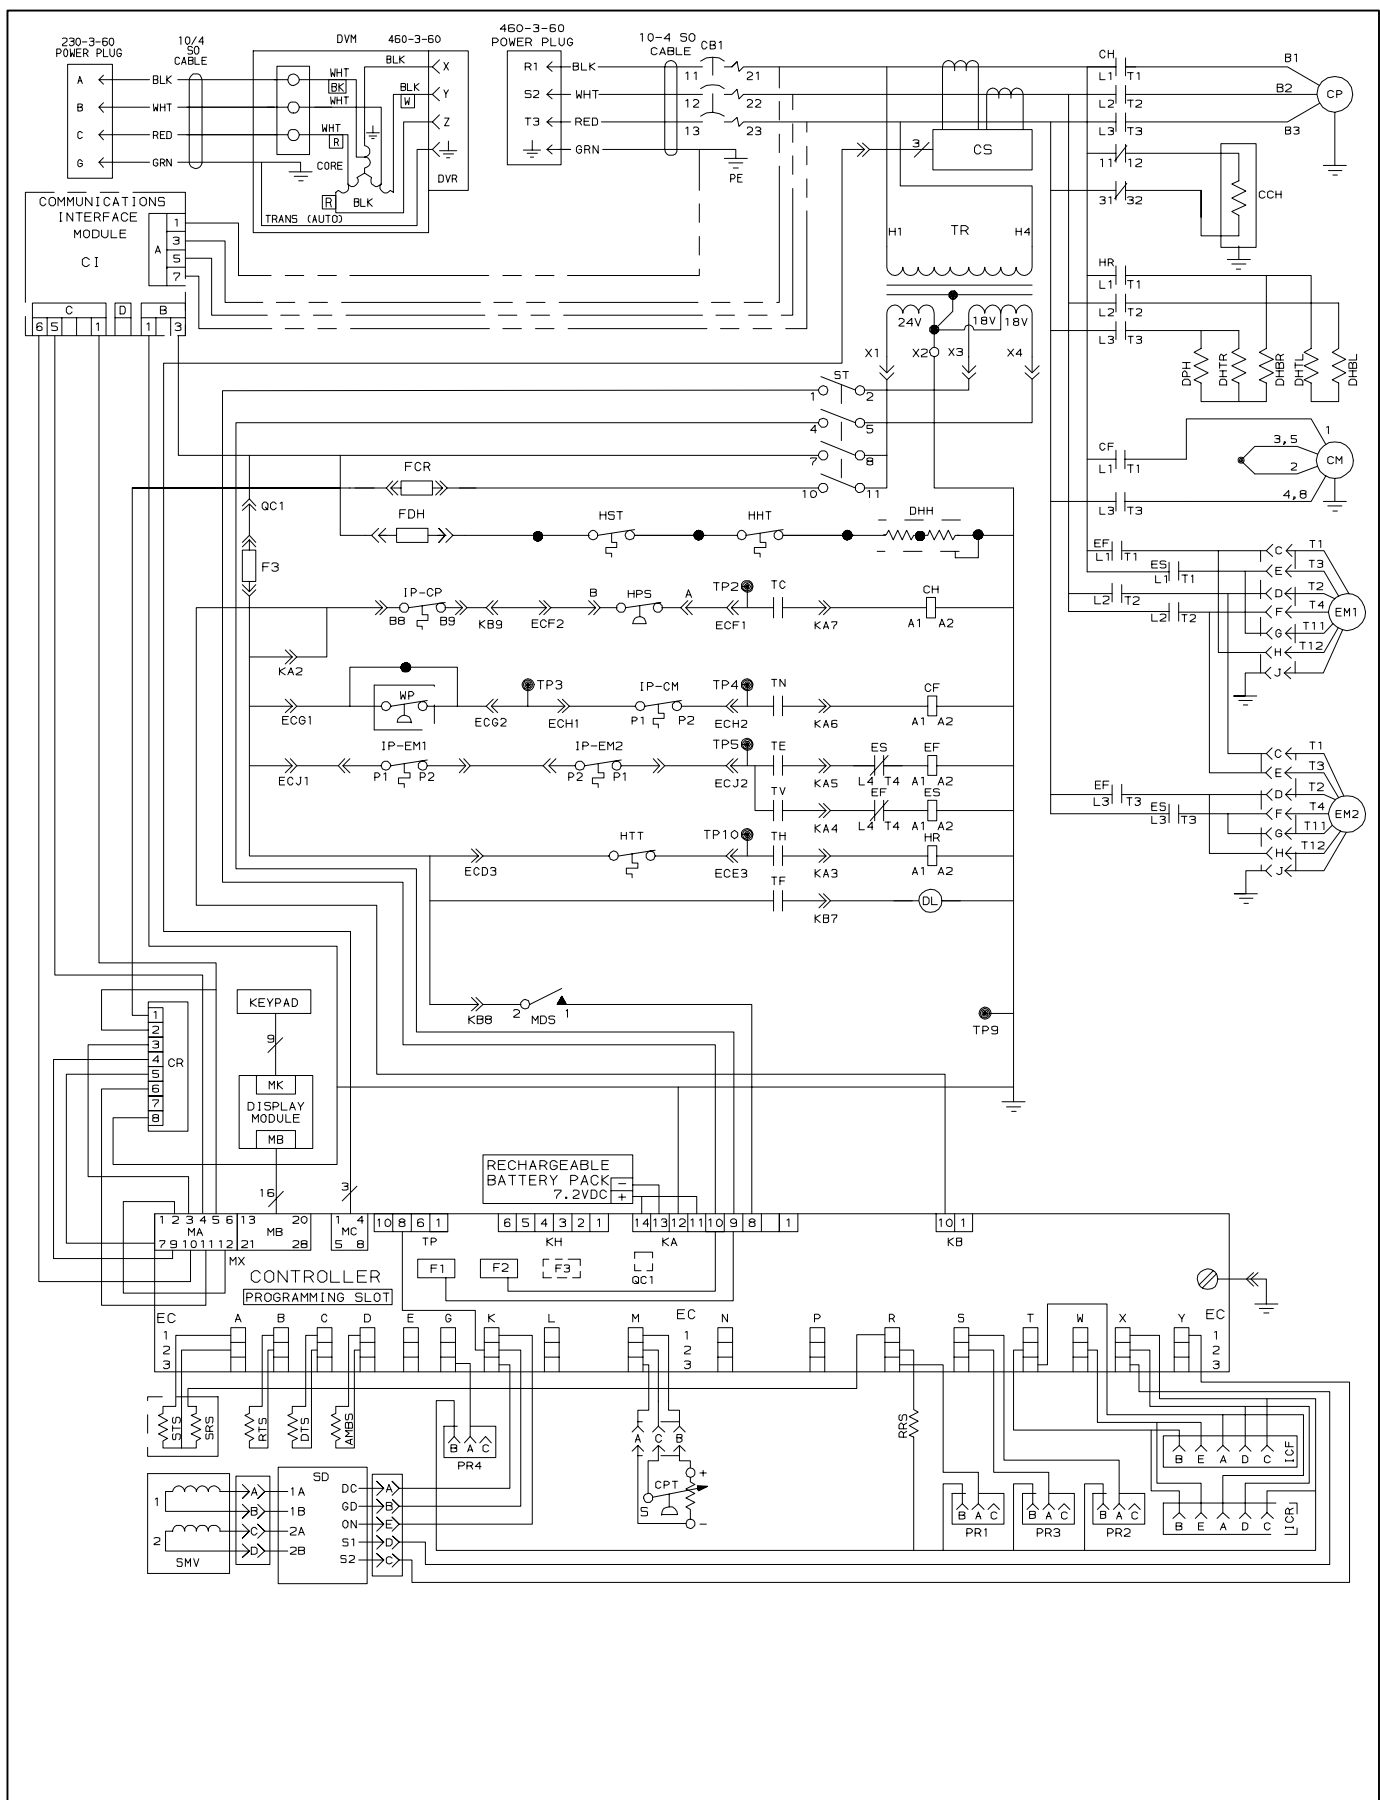 230-3-60
POWER PLUG
10/4
SO
CABLE
DVM
460-3-60
460-3-60
POWER PLUG
10-4 SO
CABLE
CB1
A
BLK
WHT
BK
BLK
X
R1
BLK
11
21
CH
L1 T1
B1
B
WHT
WHT
BLK
W
Y
S2
WHT
12
22
L2 T2
B2
CP
C
RED
WHT
R
Z
T3
RED
13
23
L3 T3
B3
G
GRN
CORE
GRN
PE
3
CS
11 12
DVR
R
BLK
TRANS (AUTO)
31 32
CCH
COMMUNICATIONS
INTERFACE
MODULE
CI
A
1
3
5
7
H1
TR
H4
HR
L1 T1
L2 T2
L3 T3
C
D
B
6 5 1 1 3
24V
18V
18V
X1
X2
X3
X4
DPH
DHTR
DHBR
DHTL
DHBL
ST
1
2
4
5
7
8
10
11
CF
L1 T1
L3 T3
1
3,5
2
4,8
CM
FCR
QC1
FDH
HST
HHT
DHH
F3
EF
L1 T1
ES
L1 T1
L2 T2
L2 T2
C T1
E T3
D T2
F T4
G T11
H T12
J
EM1
IP-CP
B8 B9
KB9
ECF2
B
HPS
A
TP2
ECF1
TC
KA7
CH
A1 A2
KA2
ECG1
WP
ECG2
TP3
ECH1
IP-CM
P1 P2
TP4
ECH2
TN
KA6
CF
A1 A2
ECJ1
IP-EM1
P1 P2
IP-EM2
P2 P1
TP5
ECJ2
TE
KA5
ES
L4 T4
EF
A1 A2
TV
KA4
EF
L4 T4
ES
A1 A2
C T1
E T3
D T2
F T4
G T11
H T12
J
EM2
EF
L3 T3
ES
L3 T3
ECD3
HTT
TP10
ECE3
TH
KA3
HR
A1 A2
TF
KB7
DL
KB8
2
MDS
1
TP9
1
2
3
4
5
6
7
8
CR
KEYPAD
9
MK
DISPLAY
MODULE
MB
16
3
RECHARGEABLE
BATTERY PACK
7.2VDC
-
+
1 2 3 4 5 6 13 20
MA
MB
7 9 10 11 12 21 28
MX
1 4
MC
5 8
10 8 6 1
TP
6 5 4 3 2 1
KH
14 13 12 11 10 9 8 1
KA
10 1
KB
F1
F2
F3
QC1
CONTROLLER
PROGRAMMING SLOT
EC
1
2
3
A
B
C
D
E
G
K
L
M
EC
1
2
3
N
P
R
S
T
W
X
Y
EC
1
2
3
STS
SRS
RTS
DTS
AMBS
B A C
PR4
A C B
CPT
+
S
-
RRS
B A C
PR1
B A C
PR3
B A C
PR2
B E A D C
ICF
B E A D C
ICR
1
2
SMV
A
B
C
D
1A
1B
2A
2B
SD
DC
GD
ON
S1
S2
A
B
E
D
C